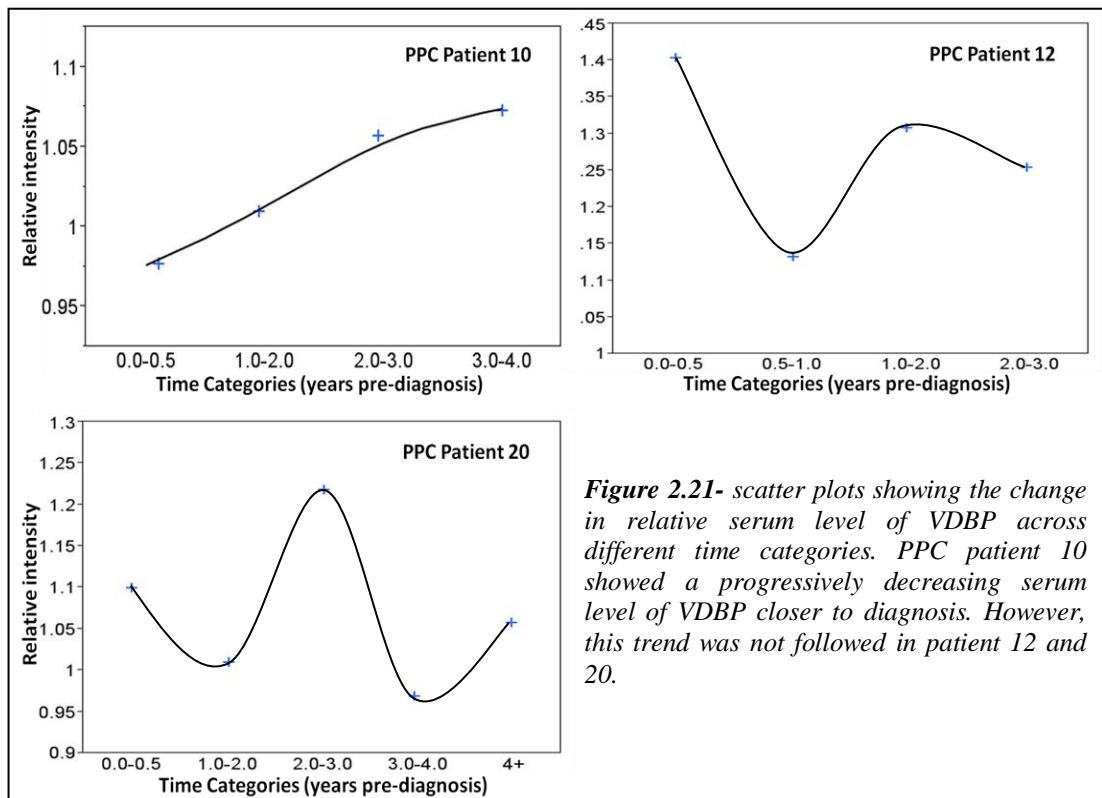 PPC Patient 10
Relative intensity
1.1
1.05
1
0.95
0.0-0.5 1.0-2.0 2.0-3.0 3.0-4.0
Time Categories (years pre-diagnosis)
PPC Patient 12
.45
1.4
.35
1.3
.25
1.2
.15
1.1
.05
1
0.0-0.5 0.5-1.0 1.0-2.0 2.0-3.0
Time Categories (years pre-diagnosis)
PPC Patient 20
Relative intensity
1.3
1.25
1.2
1.15
1.1
1.05
1
0.95
0.9
0.0-0.5 1.0-2.0 2.0-3.0 3.0-4.0 4+
Time Categories (years pre-diagnosis)
Figure 2.21- scatter plots showing the change
in relative serum level of VDBP across
different time categories. PPC patient 10
showed a progressively decreasing serum
level of VDBP closer to diagnosis. However,
this trend was not followed in patient 12 and
20.